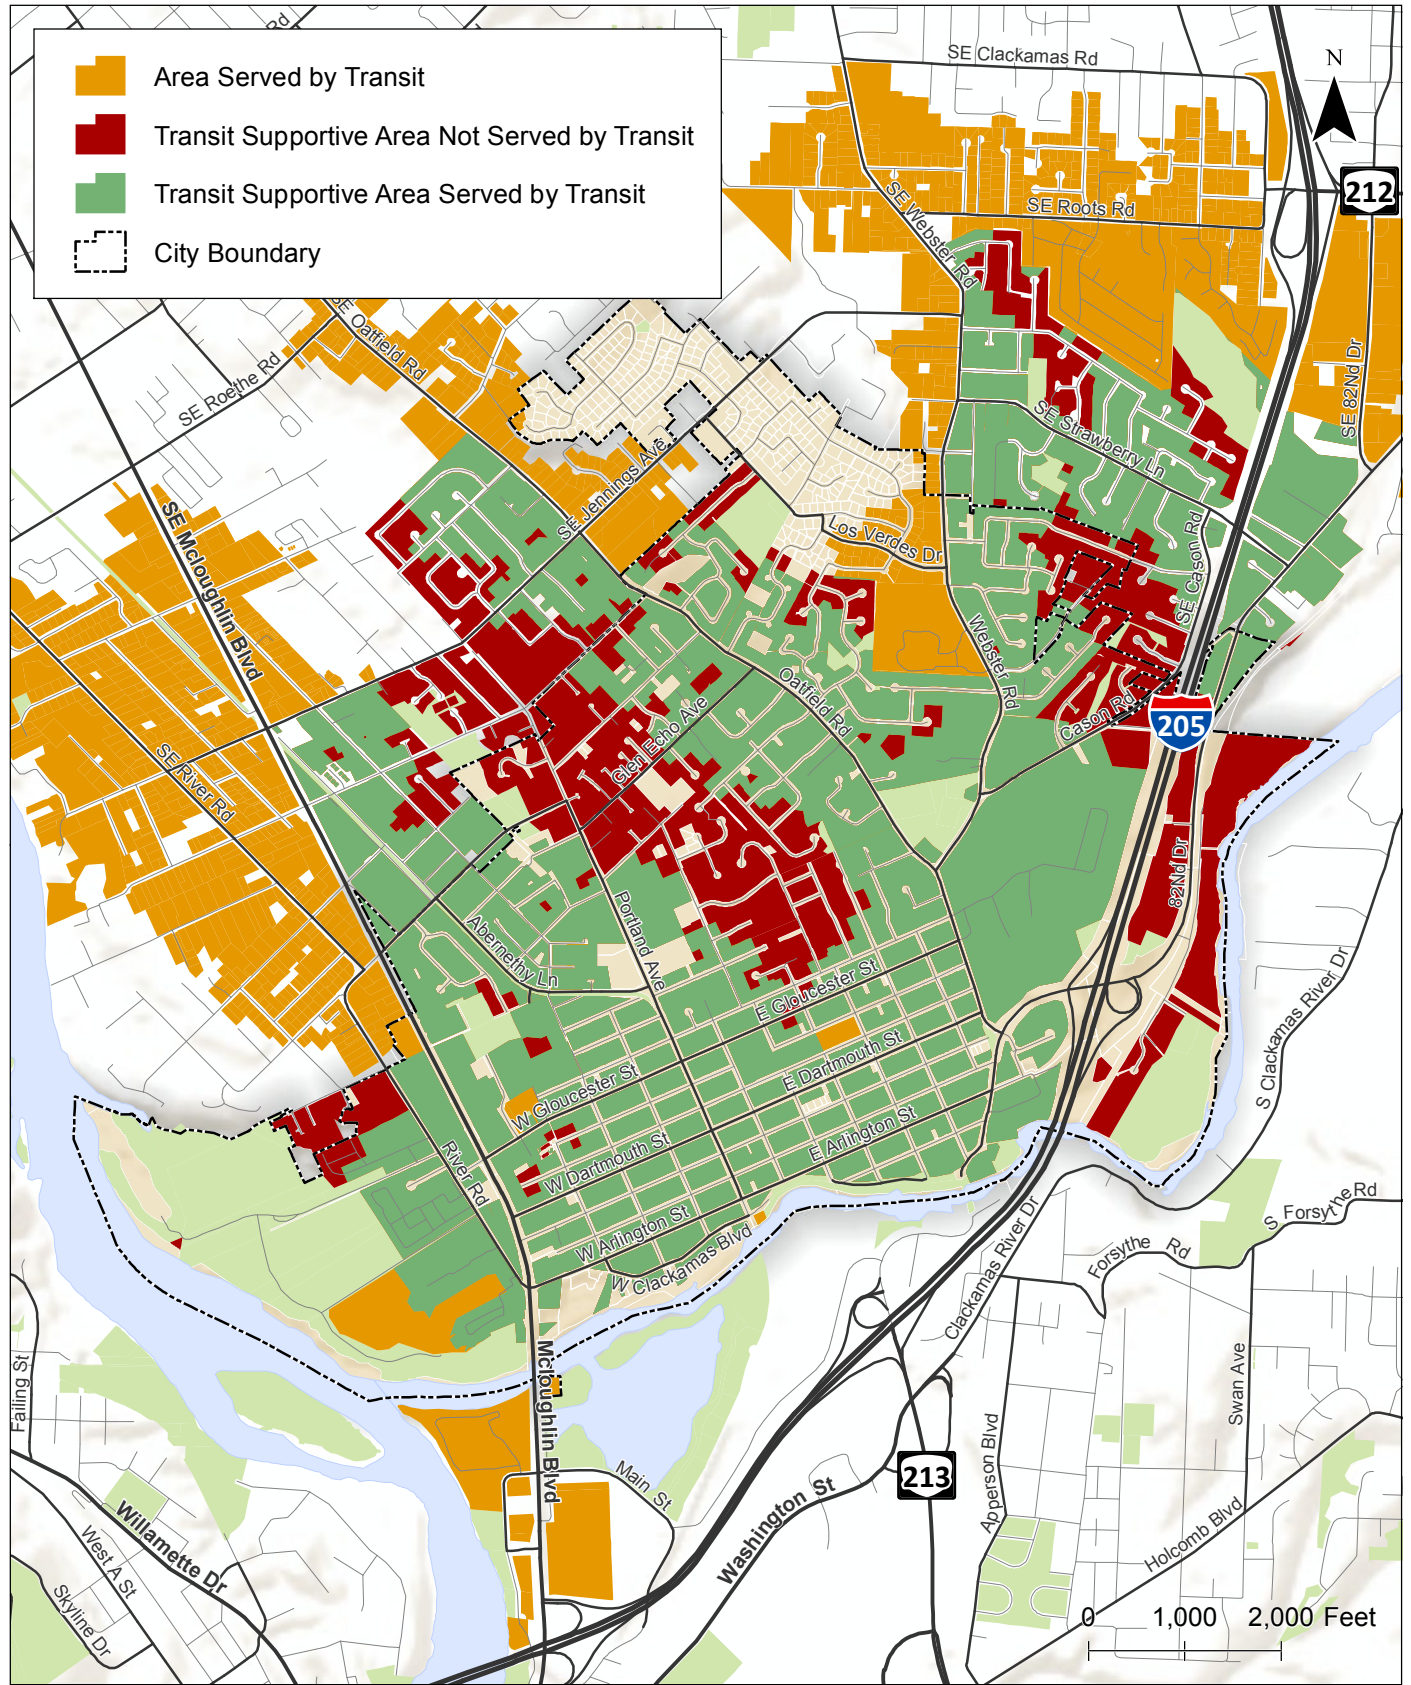 Rd
Area Served by Transit
Transit Supportive Area Not Served by Transit
Transit Supportive Area Served by Transit
City Boundary
SE Clackamas Rd
N
212
SE Webster Rd
SE Roots Rd
SE Oatfield Rd
SE Roethe Rd
SE 82Nd Dr
SE Strawberry Ln
SE Jennings Ave
SE Mcloughlin Blvd
Los Verdes Dr
SE Cason Rd
Webster Rd
Oatfield Rd
Cason Rd
205
Glen Echo Ave
SE River Rd
82Nd Dr
Portland Ave
Abernethy Ln
E Gloucester St
S Clackamas River Dr
E Dartmouth St
W Gloucester St
E Arlington St
W Dartmouth St
River Rd
W Arlington St
W Clackamas Blvd
S Forsythe Rd
Forsythe Rd
Clackamas River Dr
Mcloughlin Blvd
Failing St
Swan Ave
Apperson Blvd
Main St
213
Washington St
Willamette Dr
West A St
Skyline Dr
Holcomb Blvd
0 1,000 2,000 Feet